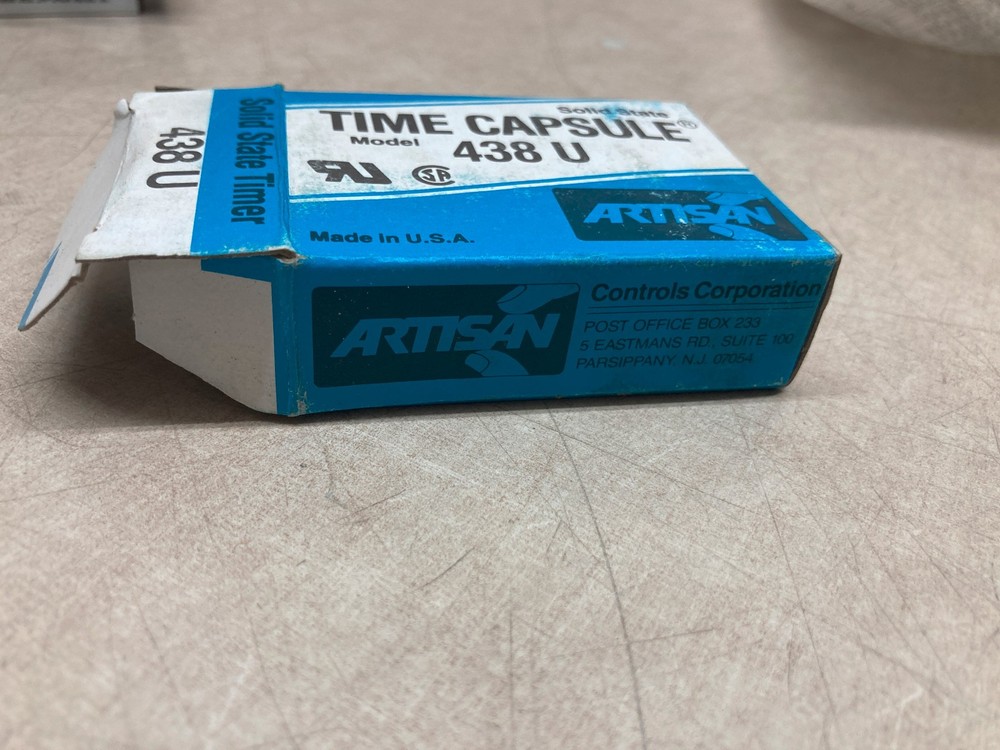 Solid State Timer
438 U
Solid State
TIME CAPSULE®
Model 438 U
Made in U.S.A.
ARTISAN
ARTISAN
Controls Corporation
POST OFFICE BOX 233
5 EASTMANS RD., SUITE 100
PARSIPPANY, N.J. 07054